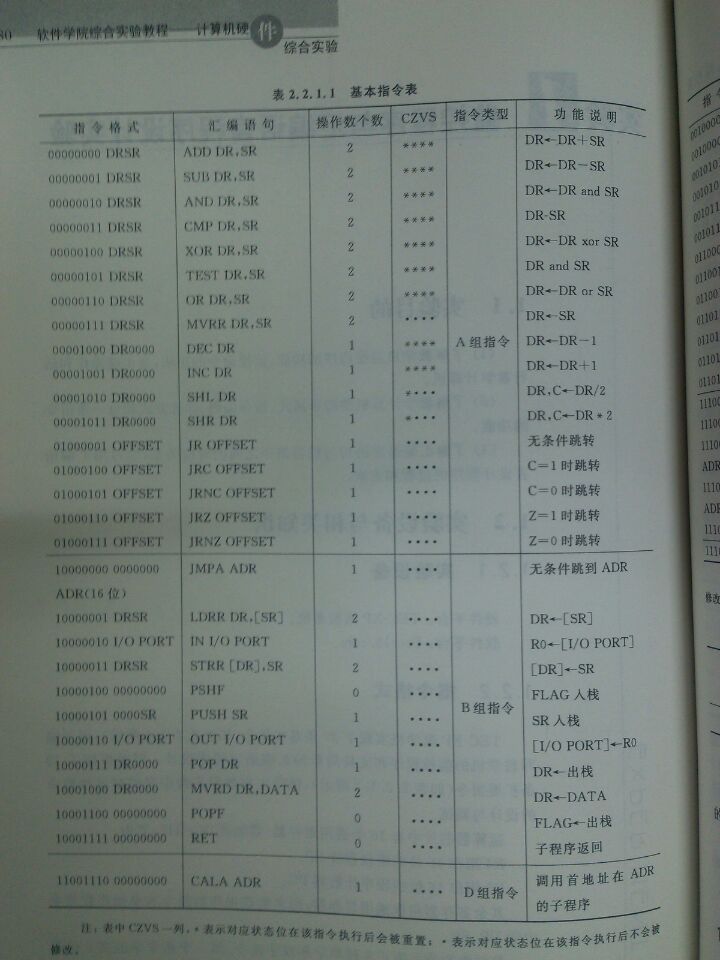 80 软件学院综合实验教程——计算机硬件综合实验
表 2.2.1.1 基本指令表
指令格式 汇编语句 操作数个数 CZVS 指令类型 功能说明
00000000 DRSR ADD DR,SR 2 **** DR←DR+SR
00000001 DRSR SUB DR,SR 2 **** DR←DR-SR
00000010 DRSR AND DR,SR 2 **** DR←DR and SR
00000011 DRSR CMP DR,SR 2 **** DR-SR
00000100 DRSR XOR DR,SR 2 **** DR←DR xor SR
00000101 DRSR TEST DR,SR 2 **** DR and SR
00000110 DRSR OR DR,SR 2 **** DR←DR or SR
00000111 DRSR MVRR DR,SR 2 •••• DR←SR
00001000 DR0000 DEC DR 1 **** A组指令 DR←DR-1
00001001 DR0000 INC DR 1 **** DR←DR+1
00001010 DR0000 SHL DR 1 *••• DR,C←DR/2
00001011 DR0000 SHR DR 1 *••• DR,C←DR*2
01000001 OFFSET JR OFFSET 1 •••• 无条件跳转
01000100 OFFSET JRC OFFSET 1 •••• C=1时跳转
01000101 OFFSET JRNC OFFSET 1 •••• C=0时跳转
01000110 OFFSET JRZ OFFSET 1 •••• Z=1时跳转
01000111 OFFSET JRNZ OFFSET 1 •••• Z=0时跳转
10000000 0000000 JMPA ADR 1 •••• 无条件跳到 ADR
ADR(16位)
10000001 DRSR LDRR DR,[SR] 2 •••• DR←[SR]
10000010 I/O PORT IN I/O PORT 1 •••• R0←[I/O PORT]
10000011 DRSR STRR [DR],SR 2 •••• [DR]←SR
10000100 00000000 PSHF 0 •••• B组指令 FLAG 入栈
10000101 0000SR PUSH SR 1 •••• SR 入栈
10000110 I/O PORT OUT I/O PORT 1 •••• [I/O PORT]←R0
10000111 DR0000 POP DR 1 •••• DR←出栈
10001000 DR0000 MVRD DR,DATA 2 •••• DR←DATA
10001100 00000000 POPF 0 •••• FLAG←出栈
10001111 00000000 RET 0 •••• 子程序返回
11001110 00000000 CALA ADR 1 •••• D组指令 调用首地址在 ADR
的子程序
注:表中CZVS一列,*表示对应状态位在该指令执行后会被重置;•表示对应状态位在该指令执行后不会被
修改。